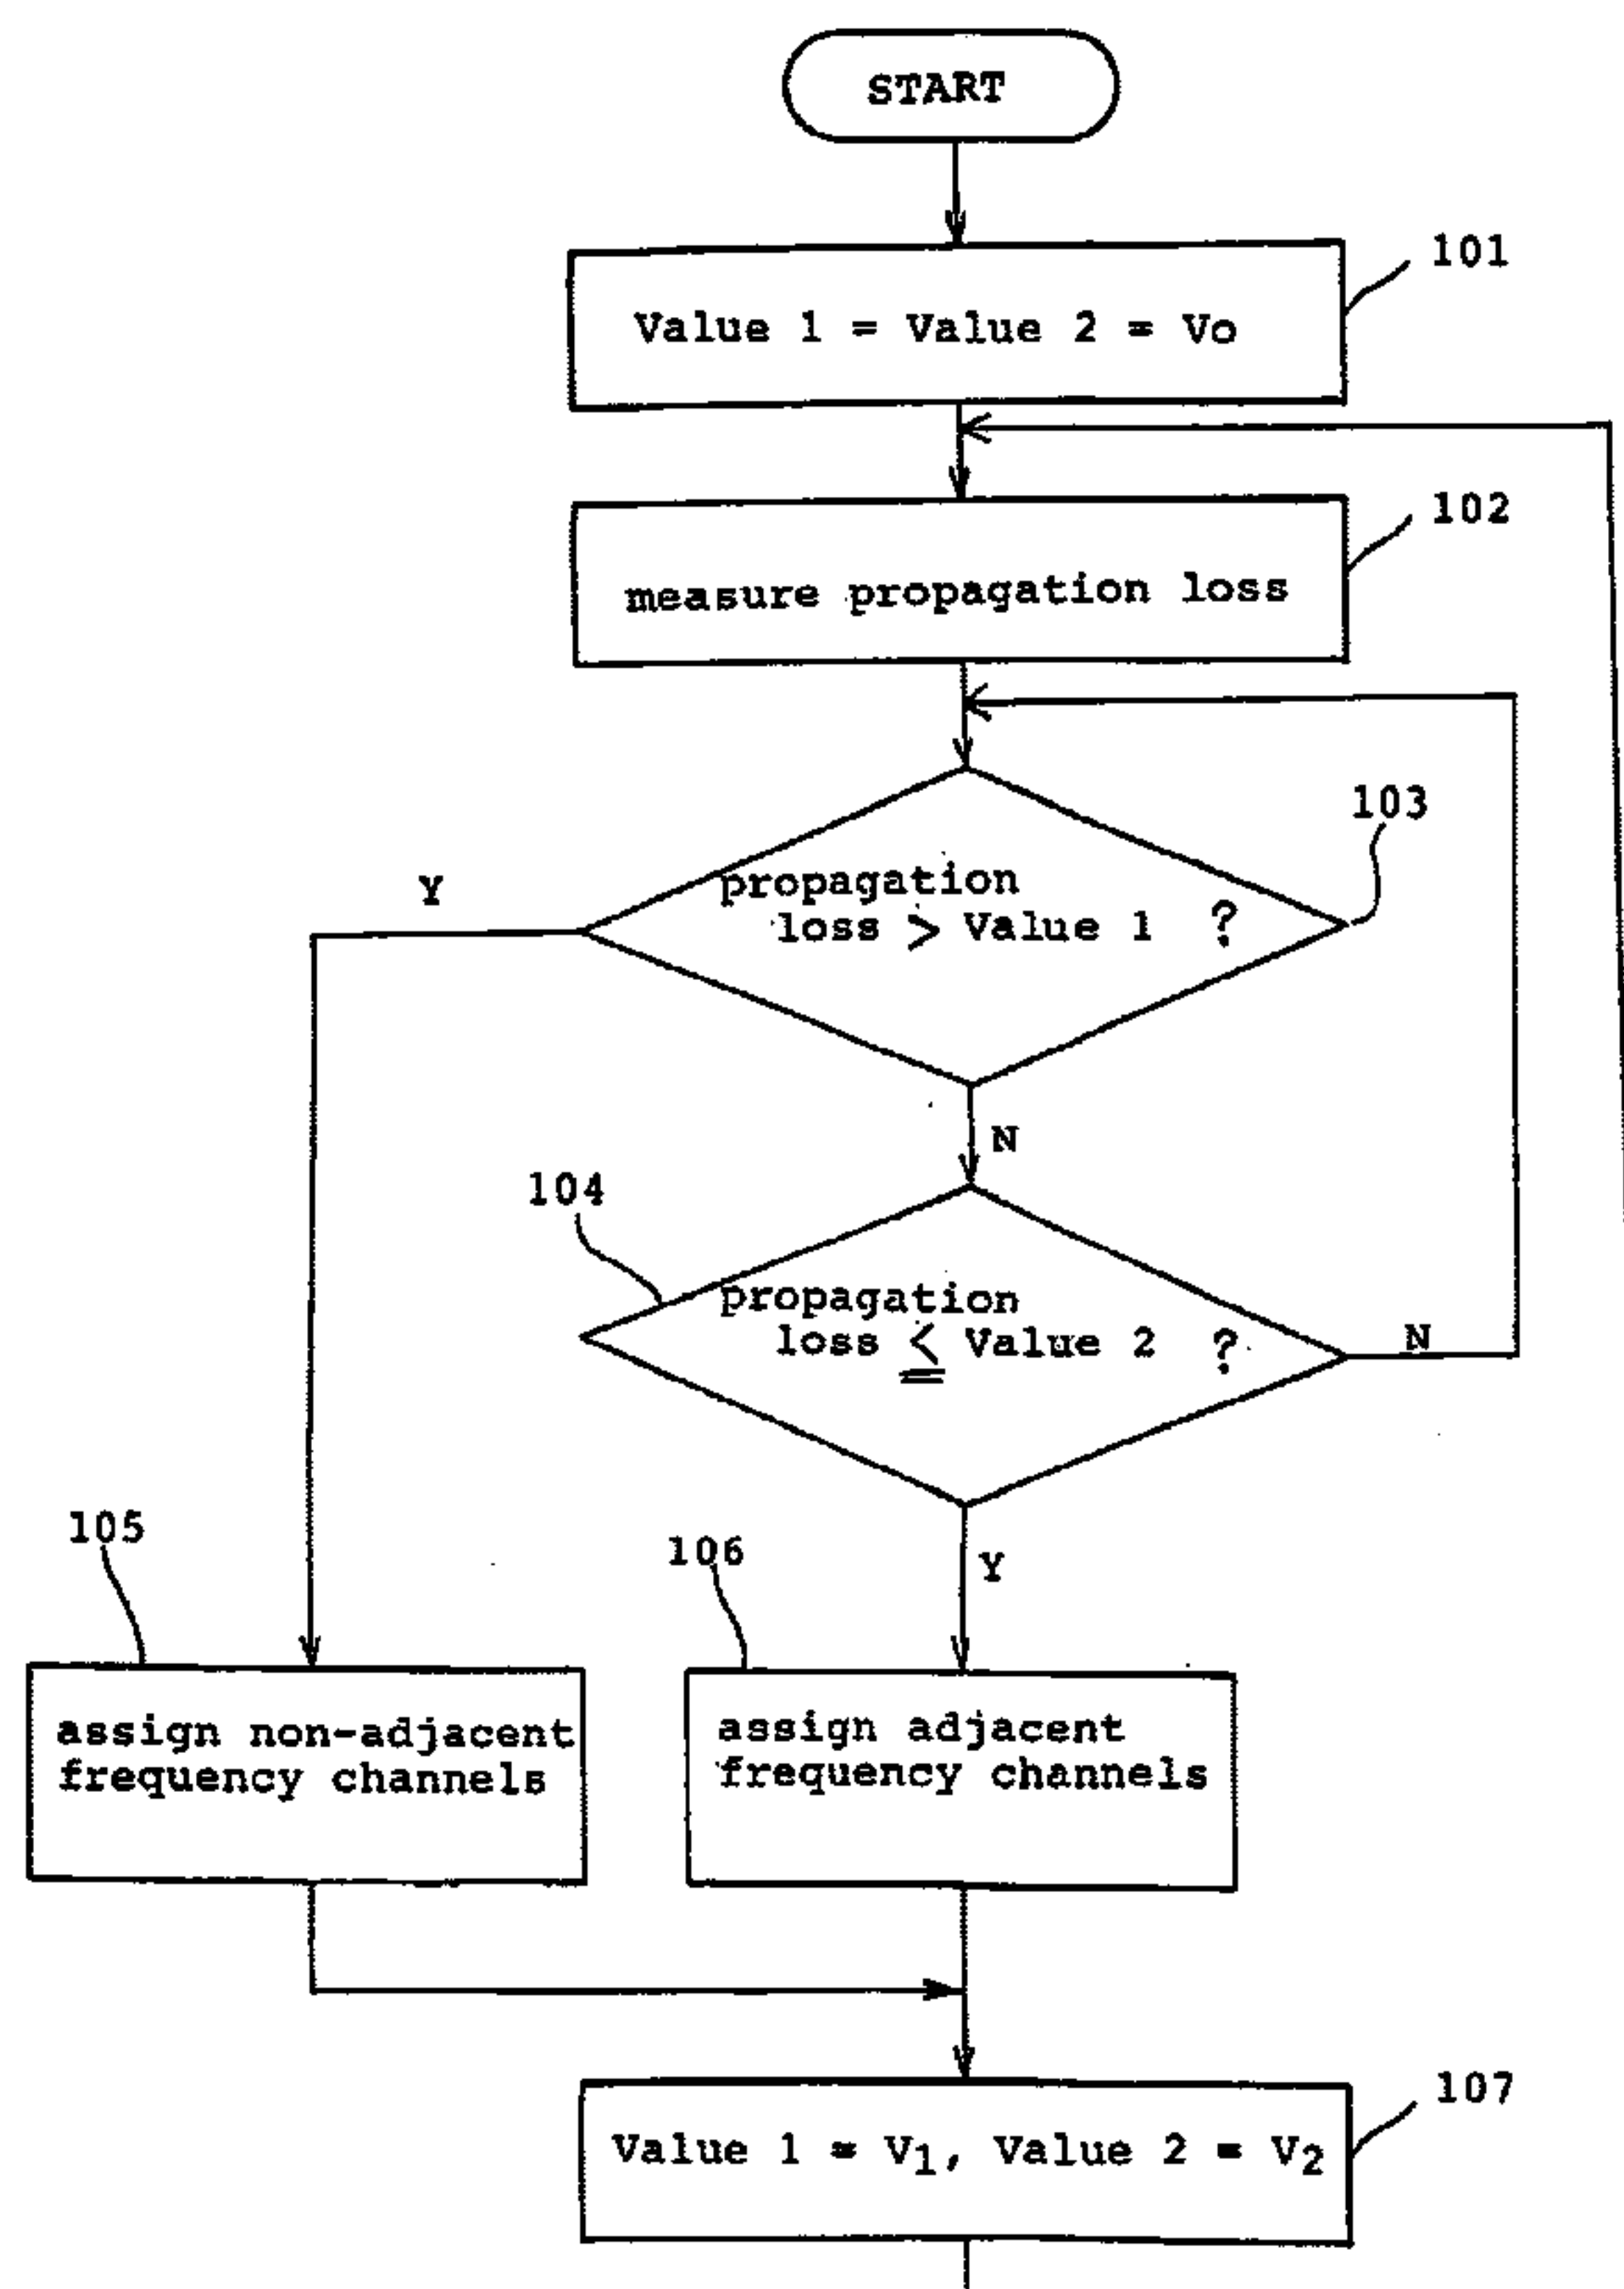 START
101
Value 1 = Value 2 = Vo
102
measure propagation loss
103
Y
propagation
loss > Value 1 ?
N
104
propagation
loss ≦ Value 2 ?
N
105
106
Y
assign non-adjacent
frequency channels
assign adjacent
frequency channels
107
Value 1 = V1, Value 2 = V2